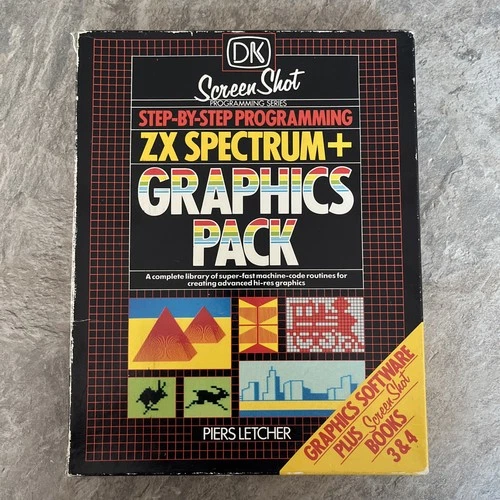 DK
Screen Shot
PROGRAMMING SERIES
STEP-BY-STEP PROGRAMMING
ZX SPECTRUM+
GRAPHICS
PACK
A complete library of super-fast machine-code routines for
creating advanced hi-res graphics
GRAPHICS SOFTWARE
PLUS Screen Shot
BOOKS
3 & 4
PIERS LETCHER